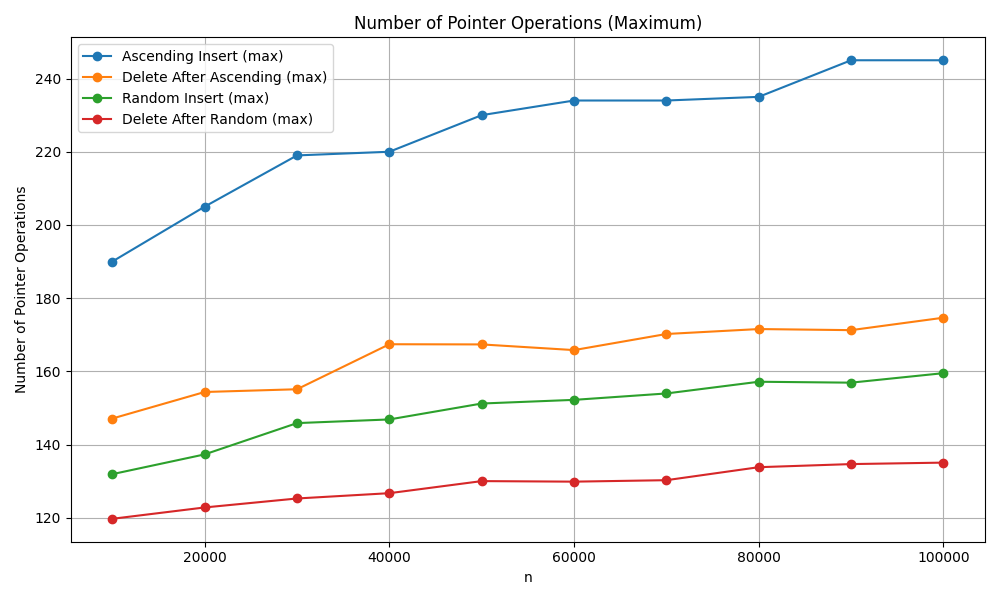 Number of Pointer Operations (Maximum)
Ascending Insert (max)
Delete After Ascending (max)
Random Insert (max)
Delete After Random (max)
Number of Pointer Operations
240
220
200
180
160
140
120
20000
40000
60000
80000
100000
n